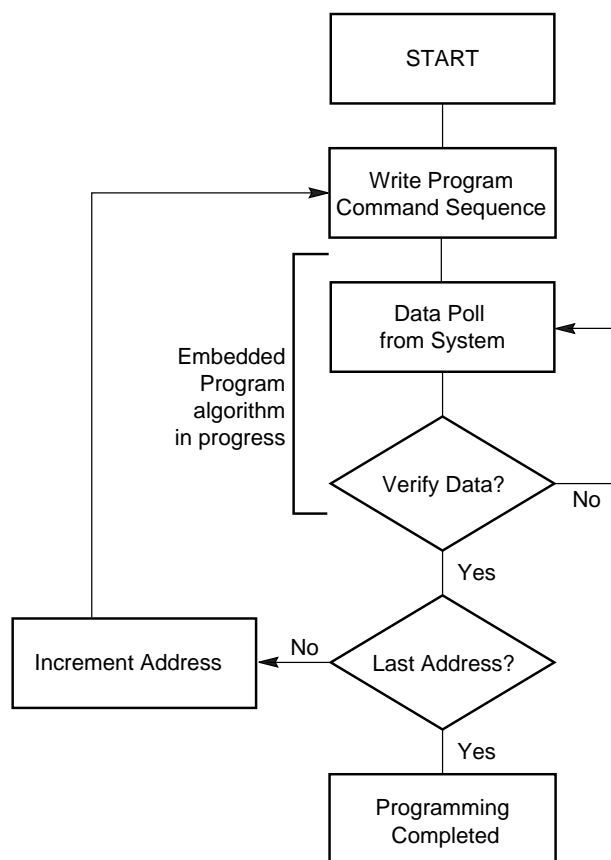 START
Write Program
Command Sequence
Data Poll
from System
Embedded
Program
algorithm
in progress
Verify Data?
No
Yes
No
Increment Address
Last Address?
Yes
Programming
Completed